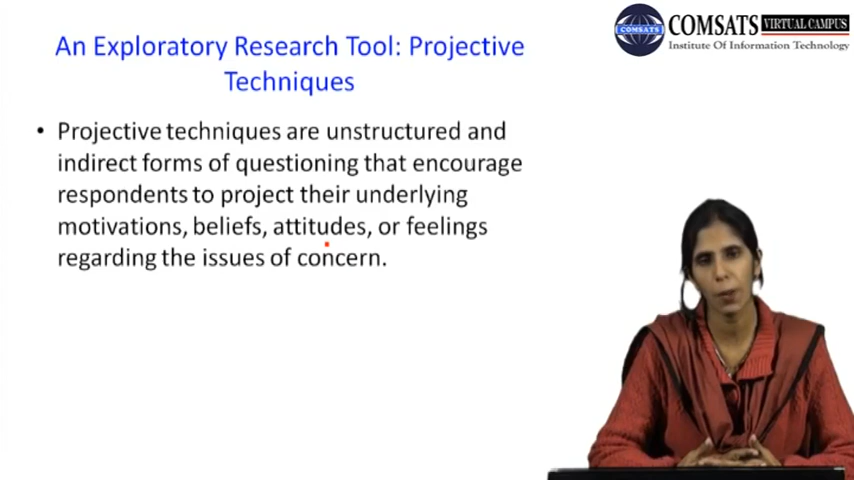 An Exploratory Research Tool: Projective
Techniques
• Projective techniques are unstructured and
indirect forms of questioning that encourage
respondents to project their underlying
motivations, beliefs, attitudes, or feelings
regarding the issues of concern.
COMSATS
COMSATS VIRTUAL CAMPUS
Institute Of Information Technology